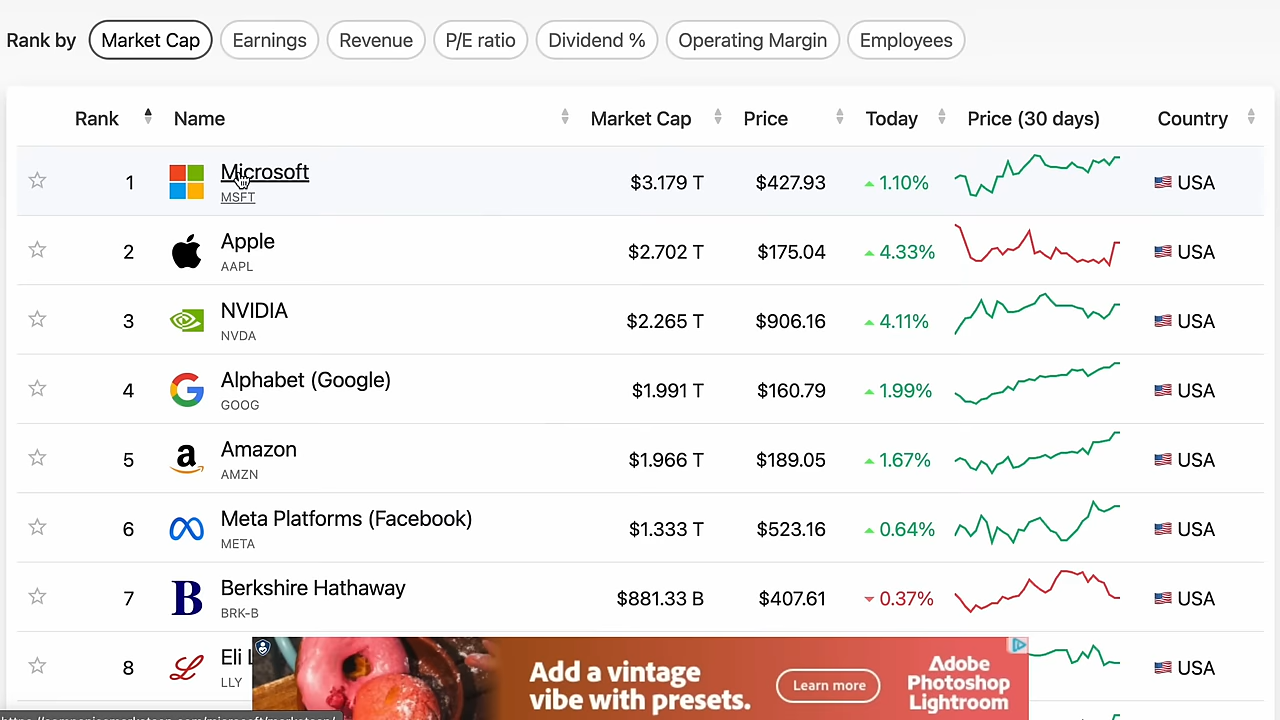 Rank by Market Cap Earnings Revenue P/E ratio Dividend % Operating Margin Employees
Rank Name Market Cap Price Today Price (30 days) Country
1 Microsoft $3.179 T $427.93 1.10% USA
MSFT
2 Apple $2.702 T $175.04 4.33% USA
AAPL
3 NVIDIA $2.265 T $906.16 4.11% USA
NVDA
4 Alphabet (Google) $1.991 T $160.79 1.99% USA
GOOG
5 Amazon $1.966 T $189.05 1.67% USA
AMZN
6 Meta Platforms (Facebook) $1.333 T $523.16 0.64% USA
META
7 Berkshire Hathaway $881.33 B $407.61 0.37% USA
BRK-B
8 Eli USA
LLY
Add a vintage
vibe with presets.
Learn more
Adobe
Photoshop
Lightroom